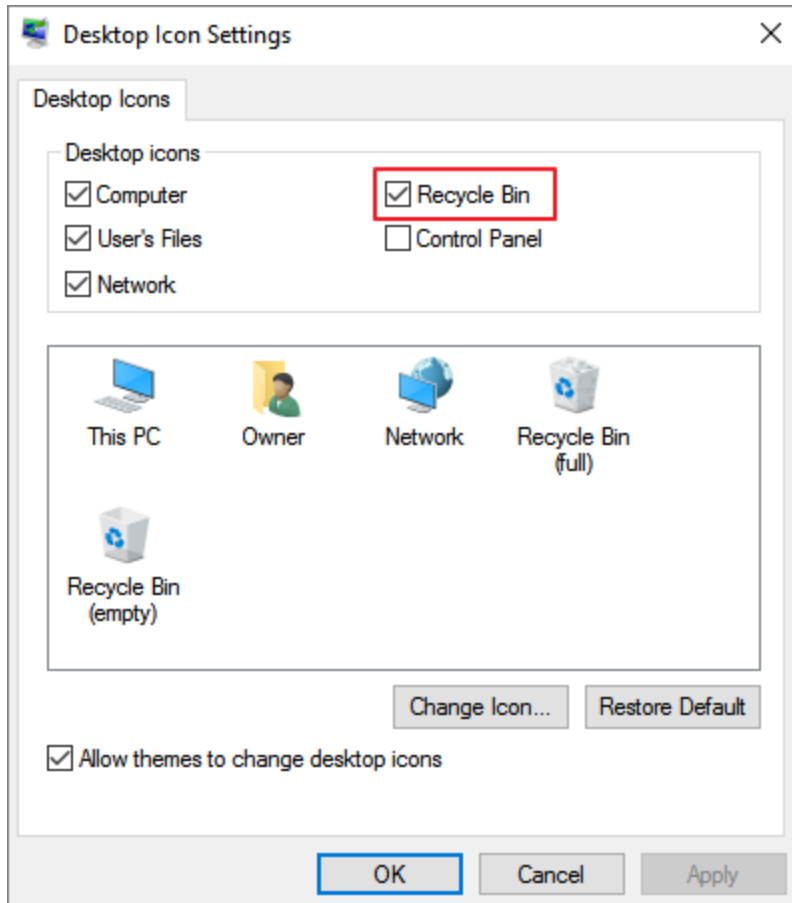 Desktop Icon Settings
Desktop Icons
Desktop icons
Computer
Recycle Bin
User's Files
Control Panel
Network
This PC
Owner
Network
Recycle Bin
(full)
Recycle Bin
(empty)
Change Icon...
Restore Default
Allow themes to change desktop icons
OK
Cancel
Apply